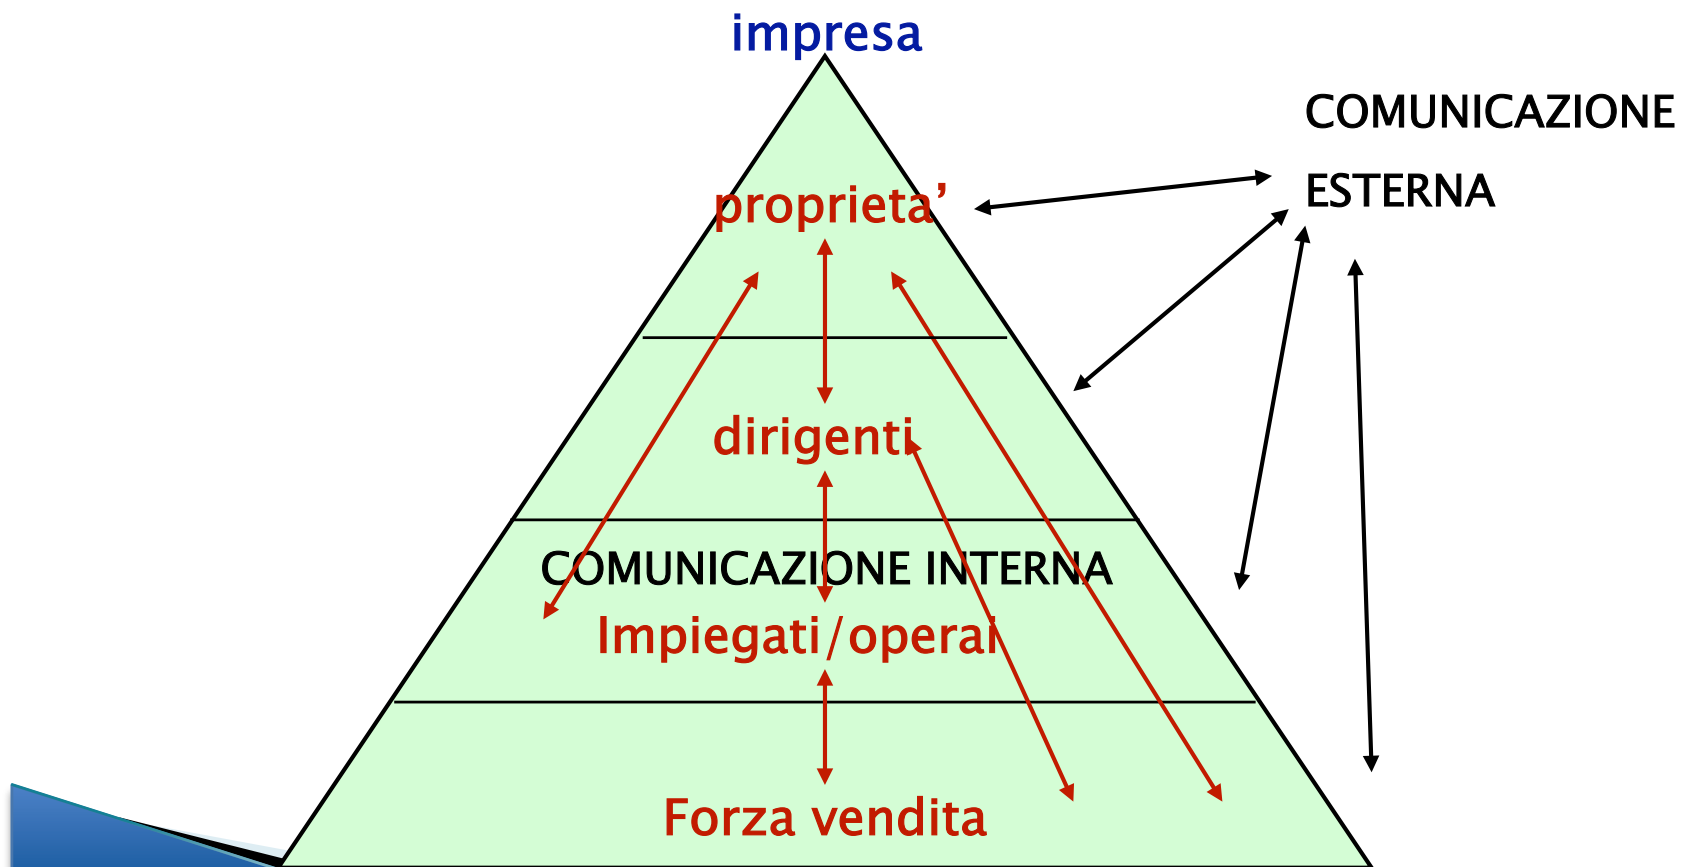 impresa
COMUNICAZIONE
ESTERNA
proprieta’
dirigenti
COMUNICAZIONE INTERNA
Impiegati/operai
Forza vendita